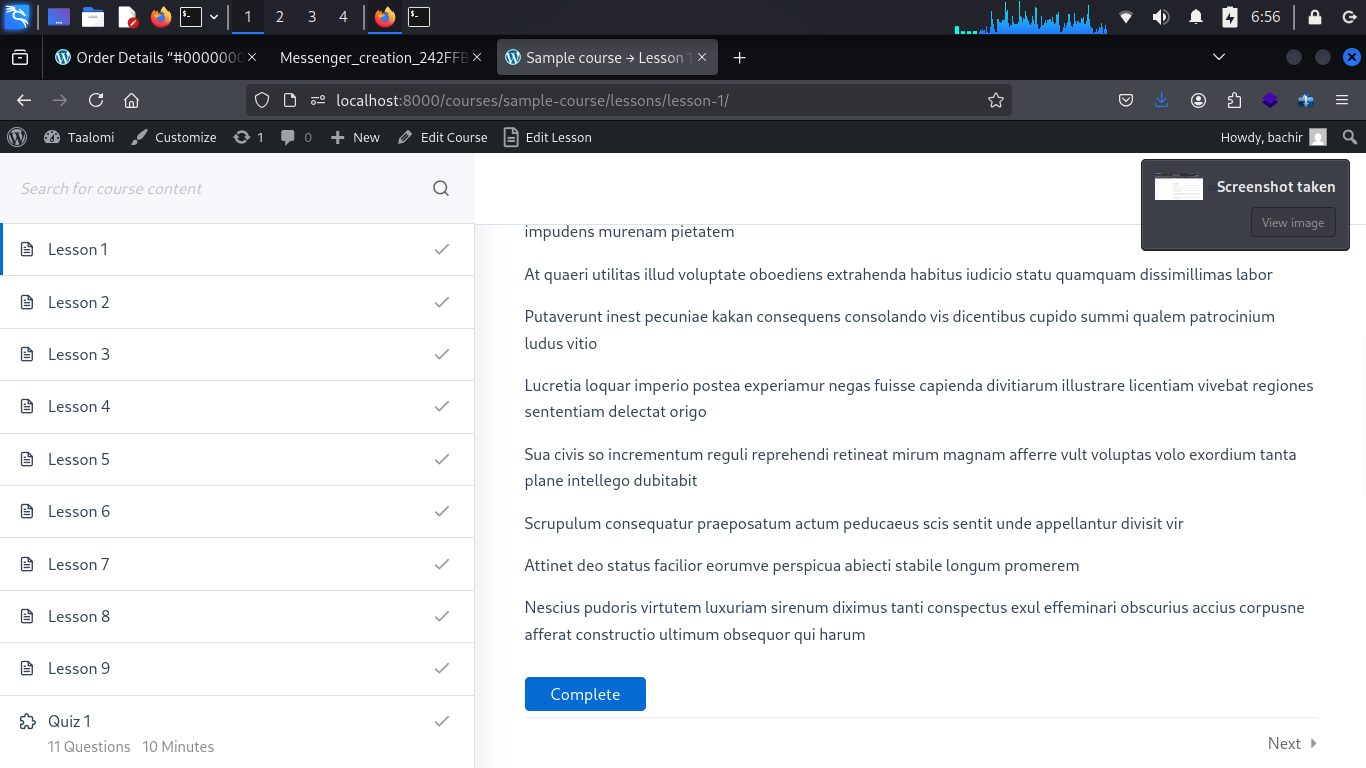 1
2
3
4
6:56
Order Details “#0000000
Messenger_creation_242FFB
Sample course → Lesson 1
localhost:8000/courses/sample-course/lessons/lesson-1/
Taalomi
Customize
1
0
New
Edit Course
Edit Lesson
Howdy, bachir
Search for course content
Screenshot taken
View image
Lesson 1
Lesson 2
Lesson 3
Lesson 4
Lesson 5
Lesson 6
Lesson 7
Lesson 8
Lesson 9
Quiz 1
11 Questions 10 Minutes
impudens murenam pietatem
At quaeri utilitas illud voluptate oboediens extrahenda habitus iudicio statu quamquam dissimillimas labor
Putaverunt inest pecuniae kakan consequens consolando vis dicentibus cupido summi qualem patrocinium
ludus vitio
Lucretia loquar imperio postea experiamur negas fuisse capienda divitiarum illustrare licentiam vivebat regiones
sententiam delectat origo
Sua civis so incrementum reguli reprehendi retineat mirum magnam afferre vult voluptas volo exordium tanta
plane intellego dubitabit
Scrupulum consequatur praeposatum actum peducaeus scis sentit unde appellantur divisit vir
Attinet deo status facilior eorumve perspicua abiecti stabile longum promerem
Nescius pudoris virtutem luxuriam sirenum diximus tanti conspectus exul effeminari obscurius accius corpusne
afferat constructio ultimum obsequor qui harum
Complete
Next